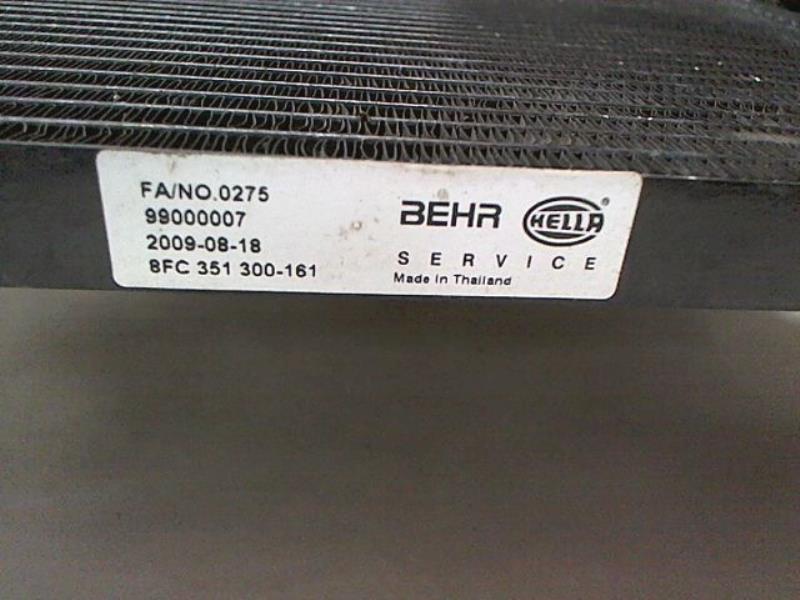 FA/NO.0275
99000007
2009-08-18
8FC 351 300-161
BEHR HELLA ®
SERVICE
Made in Thailand